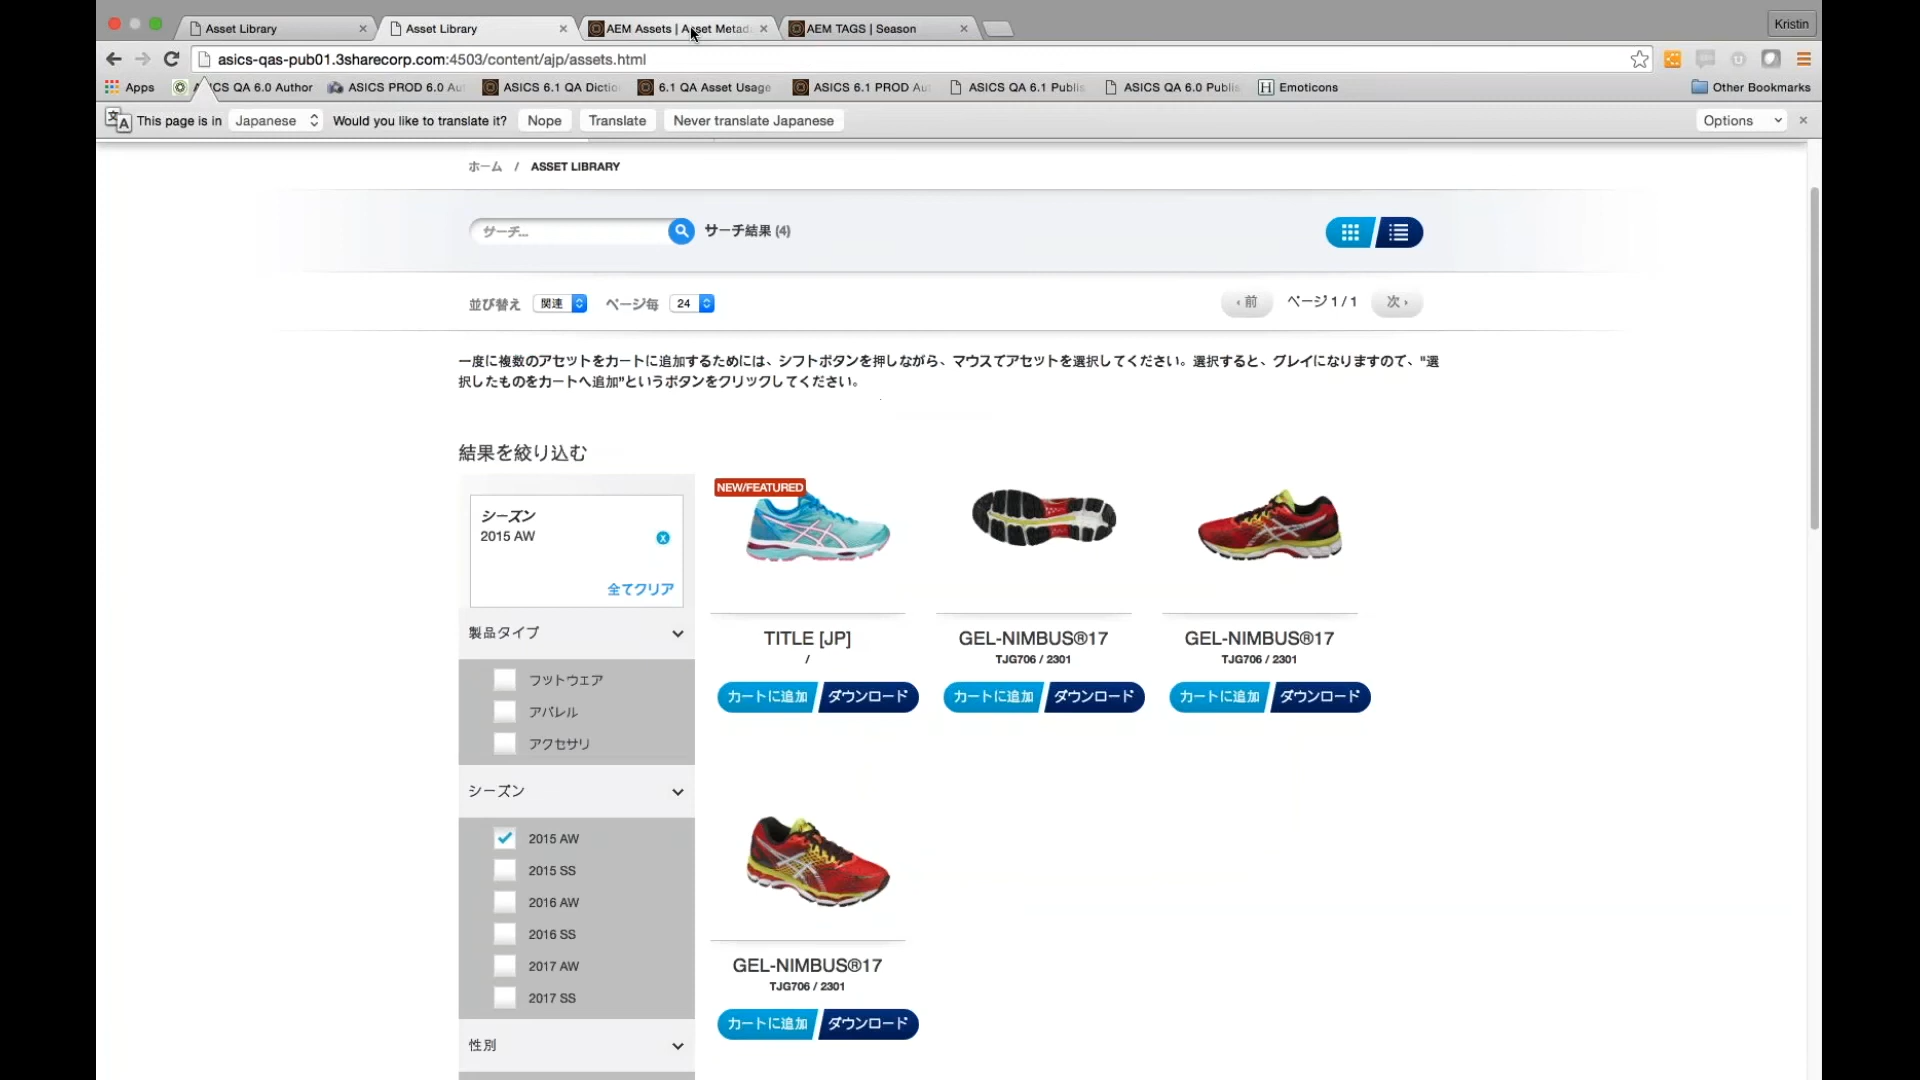 Asset Library
Asset Library
AEM Assets | Asset Metad
AEM TAGS | Season
Kristin
asics-qas-pub01.3sharecorp.com:4503/content/ajp/assets.html
Apps
ICS QA 6.0 Author
ASICS PROD 6.0 Au
ASICS 6.1 QA Dictio
6.1 QA Asset Usage
ASICS 6.1 PROD Au
ASICS QA 6.1 Publis
ASICS QA 6.0 Publis
Emoticons
Other Bookmarks
This page is in
Japanese
Would you like to translate it?
Nope
Translate
Never translate Japanese
Options
ホーム / ASSET LIBRARY
サーチ...
サーチ結果 (4)
並び替え
関連
ページ毎
24
‹ 前
ページ 1 / 1
次 ›
一度に複数のアセットをカートに追加するためには、シフトボタンを押しながら、マウスでアセットを選択してください。選択すると、グレイになりますので、"選
択したものをカートへ追加"というボタンをクリックしてください。
結果を絞り込む
シーズン
2015 AW
x
全てクリア
製品タイプ
フットウェア
アパレル
アクセサリ
シーズン
2015 AW
2015 SS
2016 AW
2016 SS
2017 AW
2017 SS
性別
NEW/FEATURED
TITLE [JP]
/
カートに追加
ダウンロード
GEL-NIMBUS®17
TJG706 / 2301
カートに追加
ダウンロード
GEL-NIMBUS®17
TJG706 / 2301
カートに追加
ダウンロード
GEL-NIMBUS®17
TJG706 / 2301
カートに追加
ダウンロード